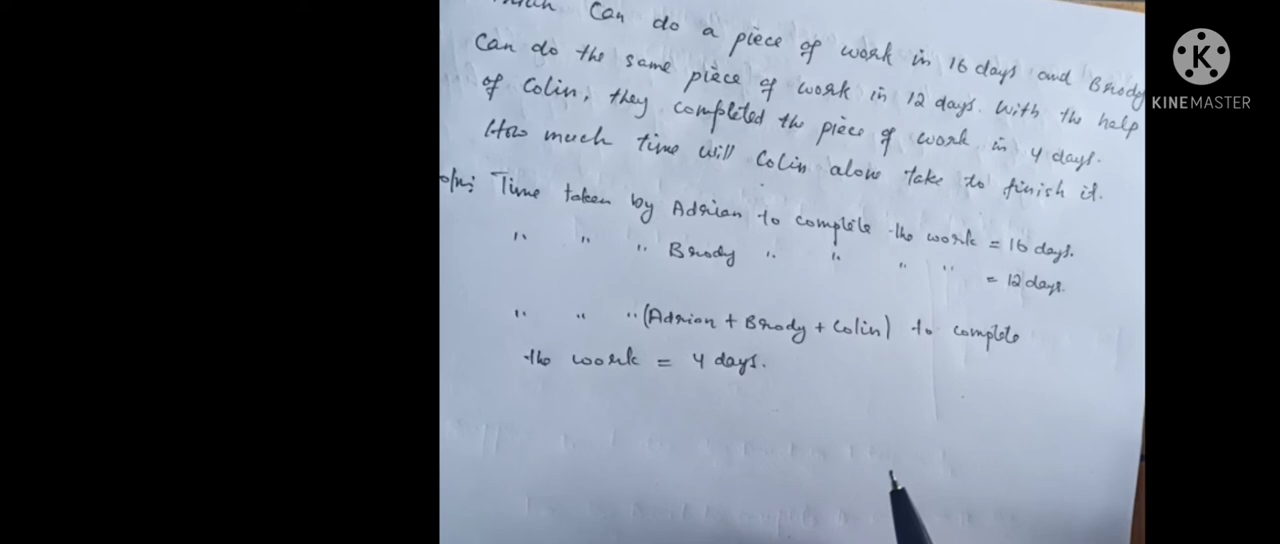 can do a piece of work in 16 days and Brody
can do the same piece of work in 12 days. With the help
of Colin, they completed the piece of work in 4 days.
How much time will Colin alone take to finish it.
Time taken by Adrian to complete the work = 16 days.
" " " Brody " " " " = 12 days.
" " " (Adrian + Brody + Colin) to complete
the work = 4 days.
K
KINEMASTER